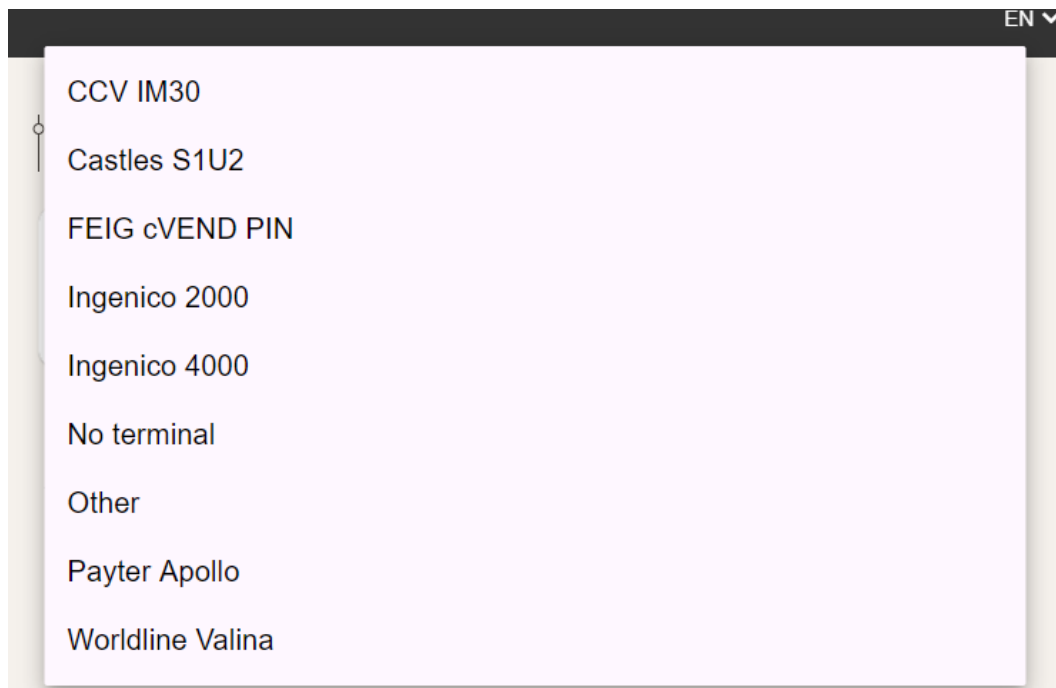 EN
CCV IM30
Castles S1U2
FEIG cVEND PIN
Ingenico 2000
Ingenico 4000
No terminal
Other
Payter Apollo
Worldline Valina